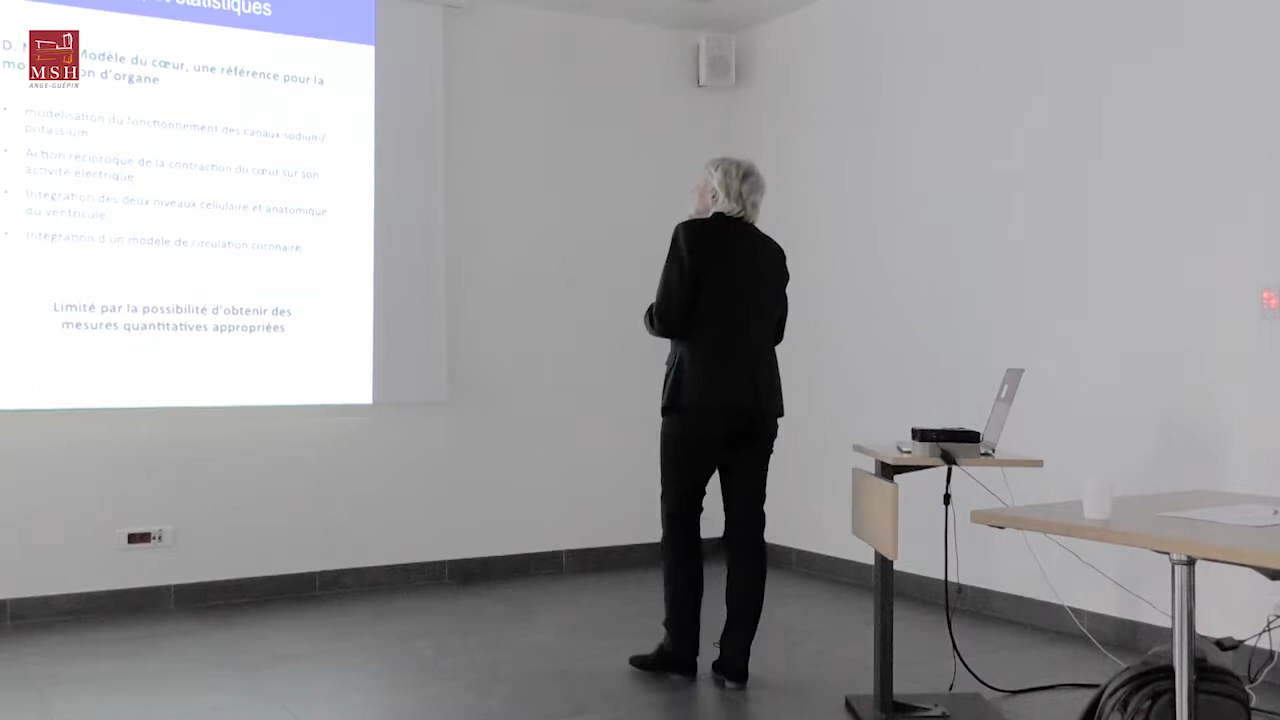 et statistiques
D. Modèle du cœur, une référence pour la
d'organe
• modélisation du fonctionnement des canaux sodium/
potassium
• Action réciproque de la contraction du cœur sur son
activité électrique
• Intégration des deux niveaux cellulaire et anatomique
du ventricule
• Intégration d'un modèle de circulation coronaire
Limité par la possibilité d'obtenir des
mesures quantitatives appropriées
MSH
ANGE-GUÉPIN